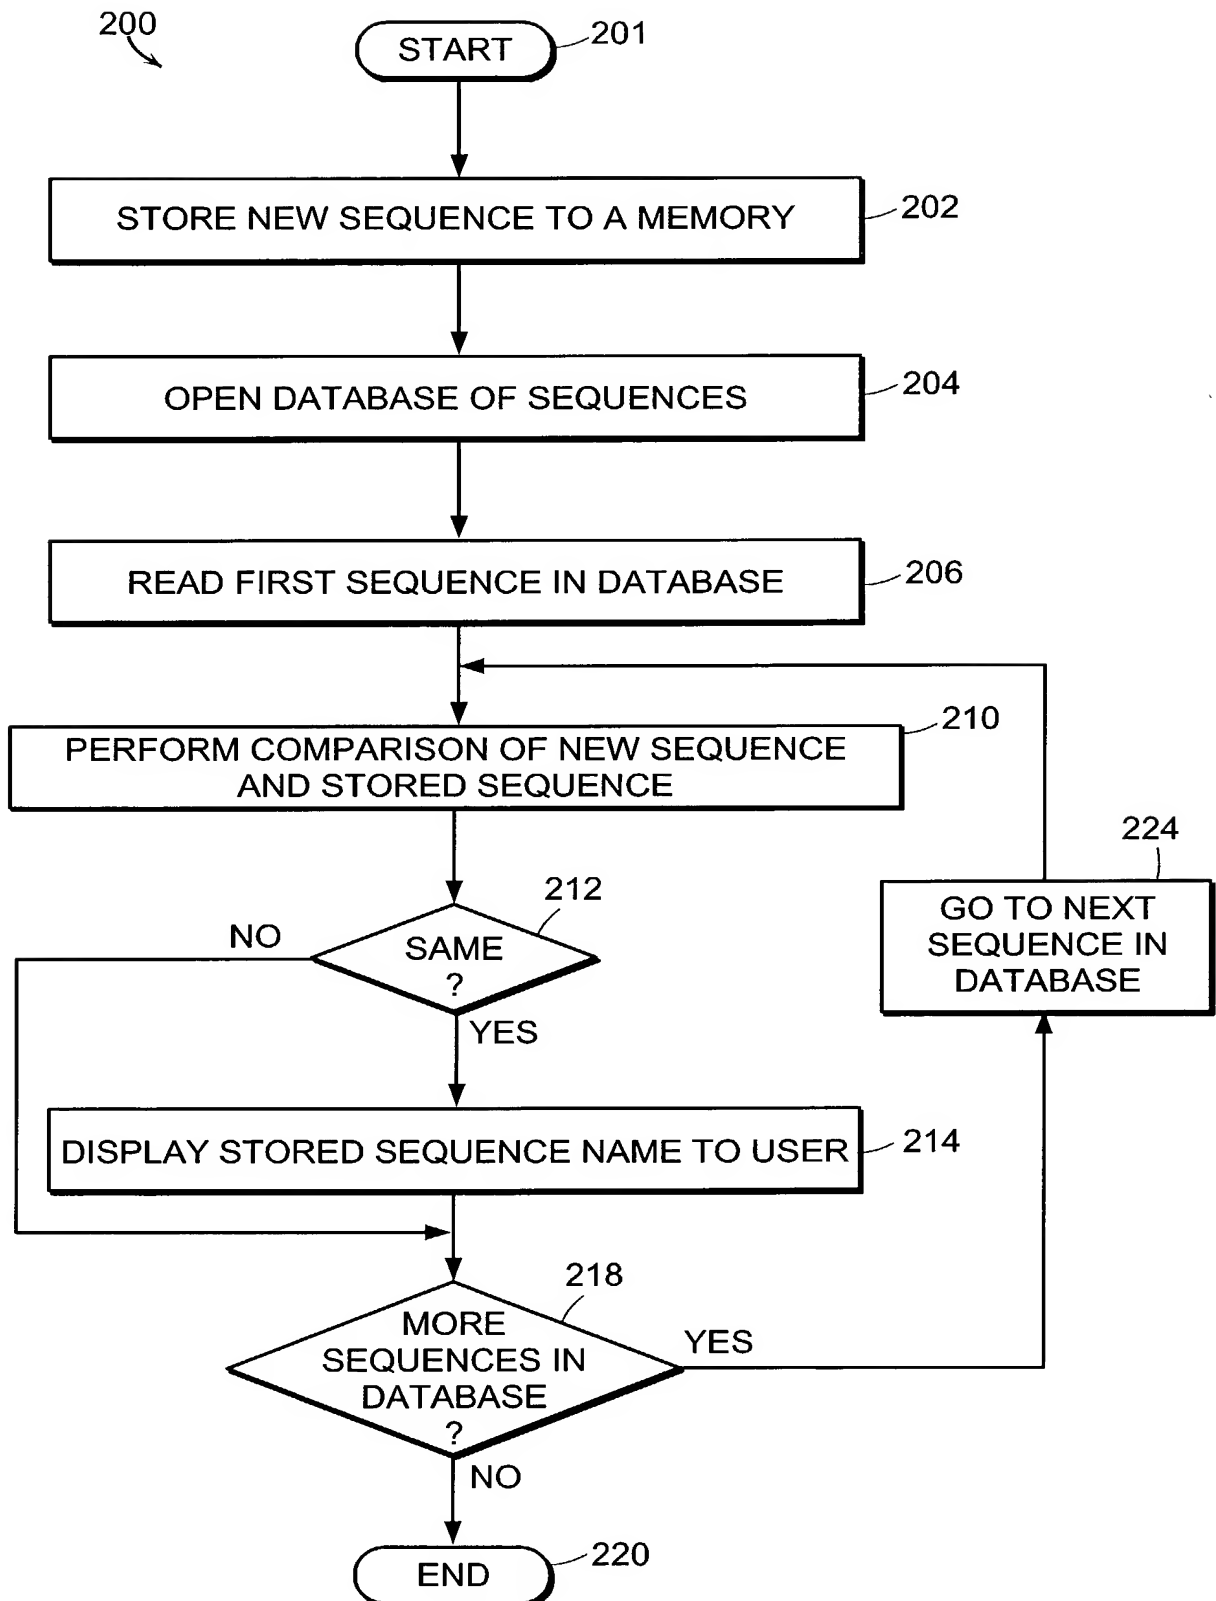 200
START
201
STORE NEW SEQUENCE TO A MEMORY
202
OPEN DATABASE OF SEQUENCES
204
READ FIRST SEQUENCE IN DATABASE
206
PERFORM COMPARISON OF NEW SEQUENCE
AND STORED SEQUENCE
210
224
GO TO NEXT
SEQUENCE IN
DATABASE
212
NO
SAME
?
YES
DISPLAY STORED SEQUENCE NAME TO USER
214
218
MORE
SEQUENCES IN
DATABASE
?
YES
NO
END
220